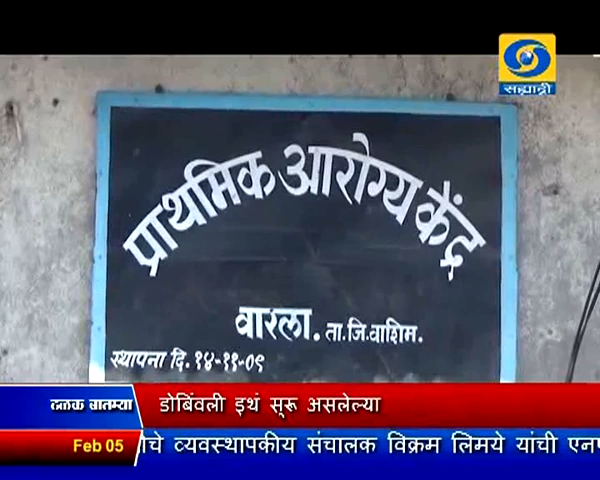 सह्याद्री
प्राथमिक आरोग्य केंद्र
वारला. ता.जि.वाशिम.
स्थापना दि. १४-११-०९
ठळक बातम्या
डोबिंवली इथं सुरू असलेल्या
Feb 05
चे व्यवस्थापकीय संचालक विक्रम लिमये यांची